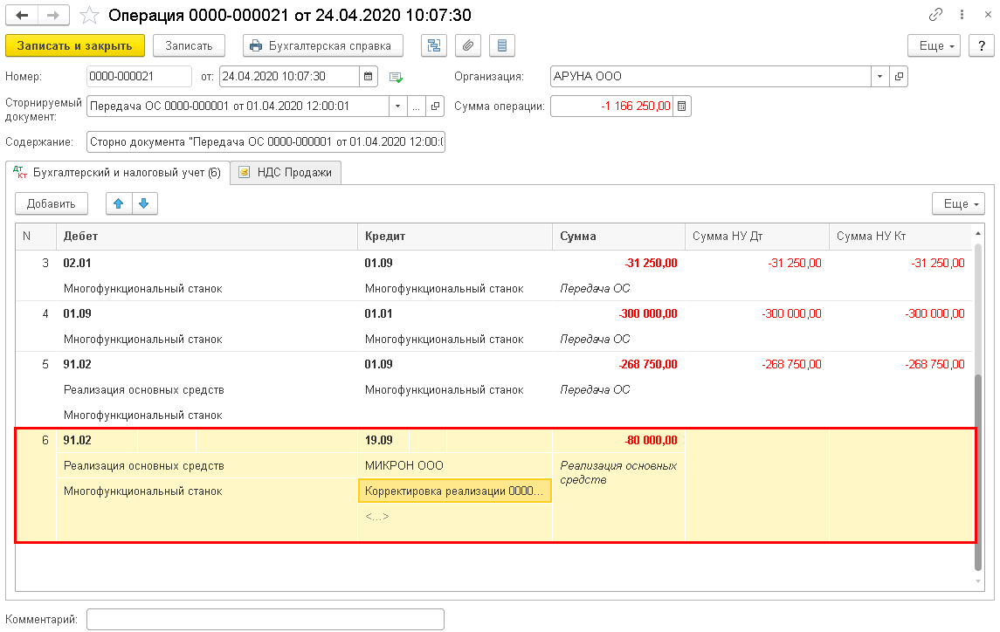 Операция 0000-000021 от 24.04.2020 10:07:30
Записать и закрыть Записать Бухгалтерская справка Еще ?
Номер: 0000-000021 от: 24.04.2020 10:07:30 Организация: АРУНА ООО
Сторнируемый документ: Передача ОС 0000-000001 от 01.04.2020 12:00:01 ... Сумма операции: -1 166 250,00
Содержание: Сторно документа "Передача ОС 0000-000001 от 01.04.2020 12:00:0
Дт Кт Бухгалтерский и налоговый учет (6) НДС Продажи
Добавить Еще
N Дебет Кредит Сумма Сумма НУ Дт Сумма НУ Кт
3 02.01 01.09 -31 250,00 -31 250,00 -31 250,00
Многофункциональный станок Многофункциональный станок Передача ОС
4 01.09 01.01 -300 000,00 -300 000,00 -300 000,00
Многофункциональный станок Многофункциональный станок Передача ОС
5 91.02 01.09 -268 750,00 -268 750,00 -268 750,00
Реализация основных средств Многофункциональный станок Передача ОС
Многофункциональный станок
6 91.02 19.09 -80 000,00
Реализация основных средств МИКРОН ООО Реализация основных
средств
Многофункциональный станок Корректировка реализации 0000...
<...>
Комментарий: